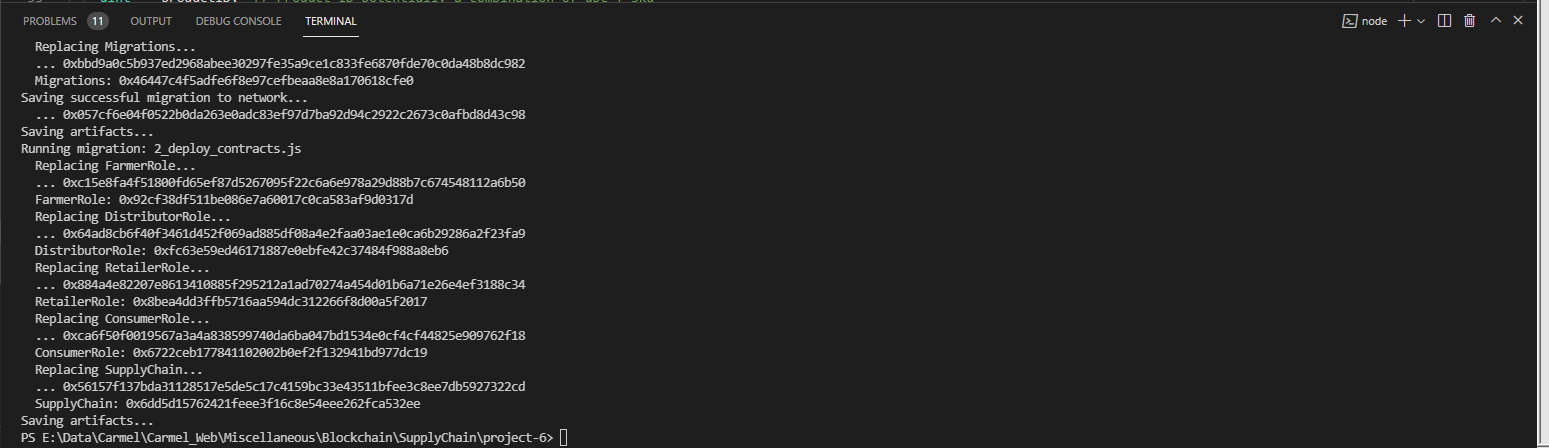 PROBLEMS 11 OUTPUT DEBUG CONSOLE TERMINAL node
Replacing Migrations...
... 0xbbd9a0c5b937ed2968abee30297fe35a9ce1c833fe6870fde70c0da48b8dc982
Migrations: 0x46447c4f5adfe6f8e97cefbeaa8e8a170618cfe0
Saving successful migration to network...
... 0x057cf6e04f0522b0da263e0adc83ef97d7ba92d94c2922c2673c0afbd8d43c98
Saving artifacts...
Running migration: 2_deploy_contracts.js
Replacing FarmerRole...
... 0xc15e8fa4f51800fd65ef87d5267095f22c6a6e978a29d88b7c674548112a6b50
FarmerRole: 0x92cf38df511be086e7a60017c0ca583af9d0317d
Replacing DistributorRole...
... 0x64ad8cb6f40f3461d452f069ad885df08a4e2faa03ae1e0ca6b29286a2f23fa9
DistributorRole: 0xfc63e59ed46171887e0ebfe42c37484f988a8eb6
Replacing RetailerRole...
... 0x884a4e82207e8613410885f295212a1ad70274a454d01b6a71e26e4ef3188c34
RetailerRole: 0x8bea4dd3ffb5716aa594dc312266f8d00a5f2017
Replacing ConsumerRole...
... 0xca6f50f0019567a3a4a838599740da6ba047bd1534e0cf4cf44825e909762f18
ConsumerRole: 0x6722ceb177841102002b0ef2f132941bd977dc19
Replacing SupplyChain...
... 0x56157f137bda31128517e5de5c17c4159bc33e43511bfee3c8ee7db5927322cd
SupplyChain: 0x6dd5d15762421feee3f16c8e54eee262fca532ee
Saving artifacts...
PS E:\Data\Carmel\Carmel_Web\Miscellaneous\Blockchain\SupplyChain\project-6>